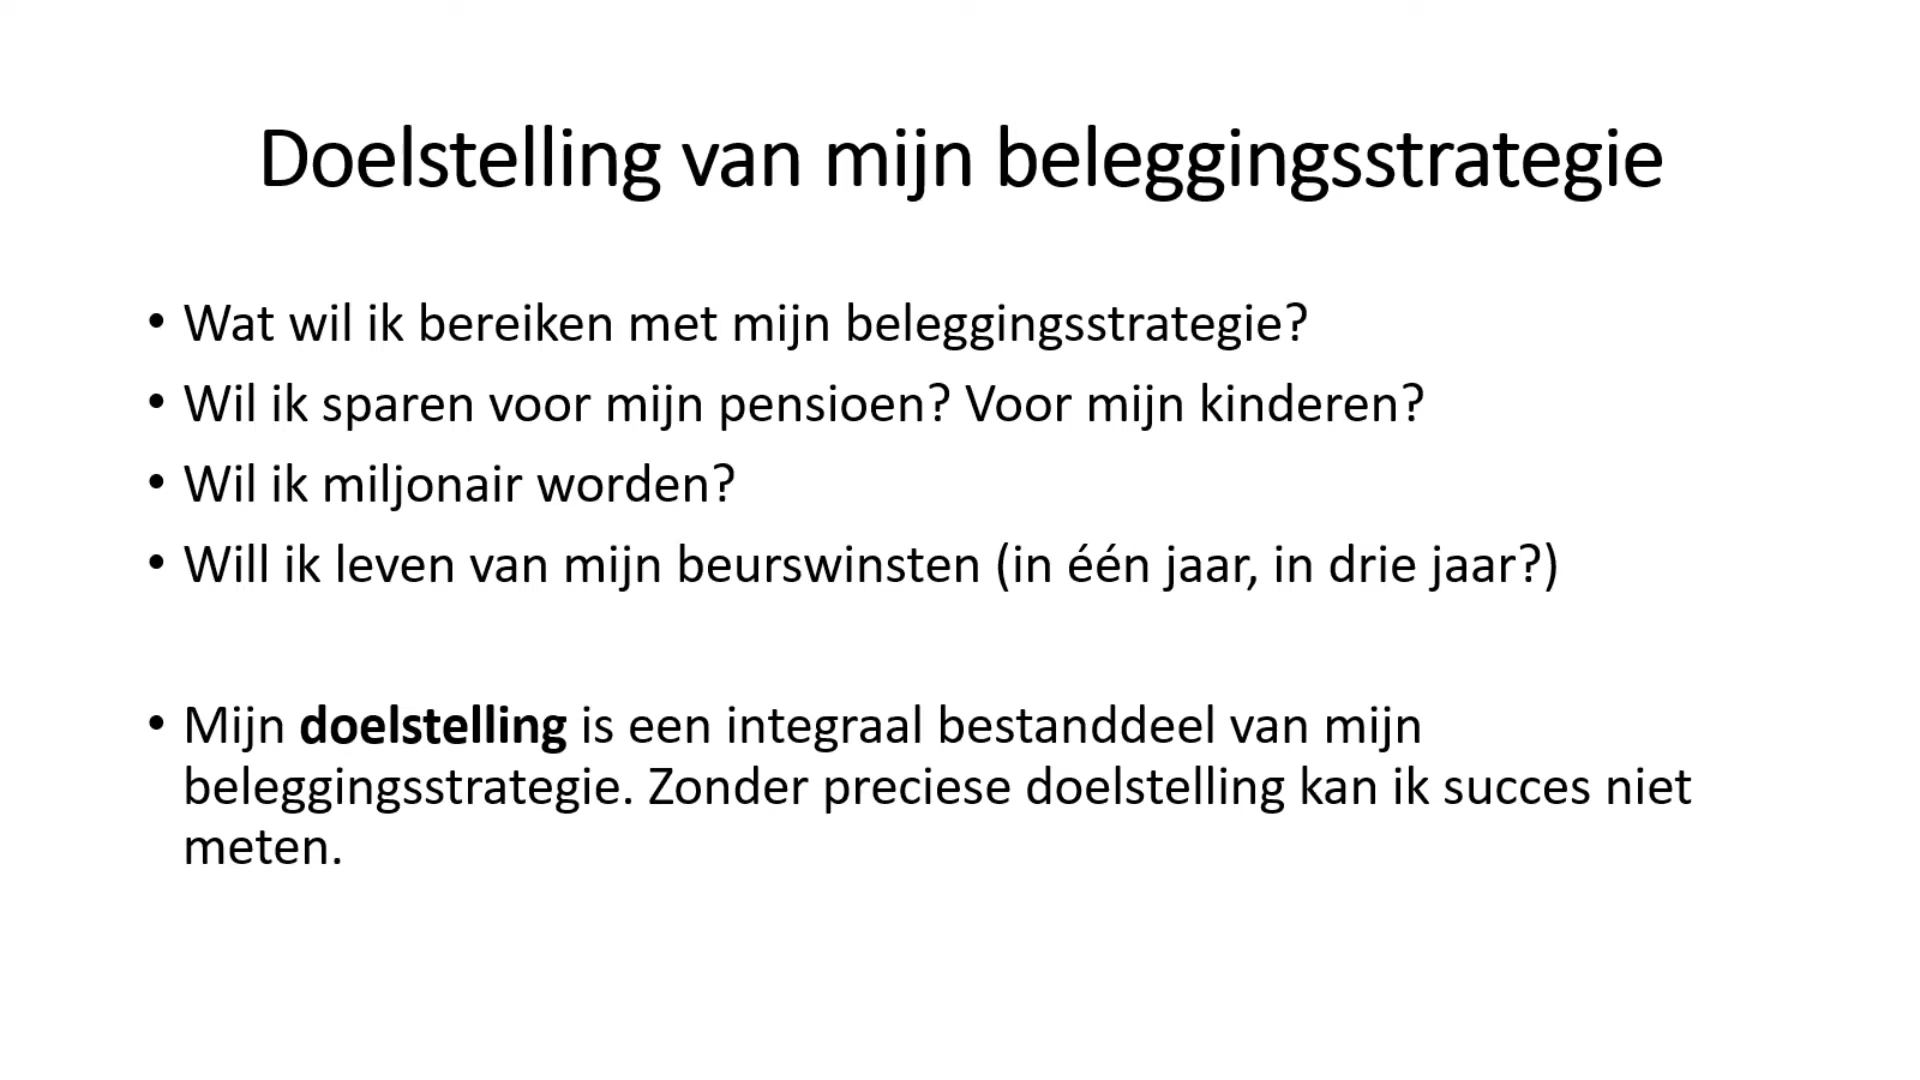 Doelstelling van mijn beleggingsstrategie
• Wat wil ik bereiken met mijn beleggingsstrategie?
• Wil ik sparen voor mijn pensioen? Voor mijn kinderen?
• Wil ik miljonair worden?
• Will ik leven van mijn beurswinsten (in één jaar, in drie jaar?)
• Mijn doelstelling is een integraal bestanddeel van mijn
beleggingsstrategie. Zonder preciese doelstelling kan ik succes niet
meten.